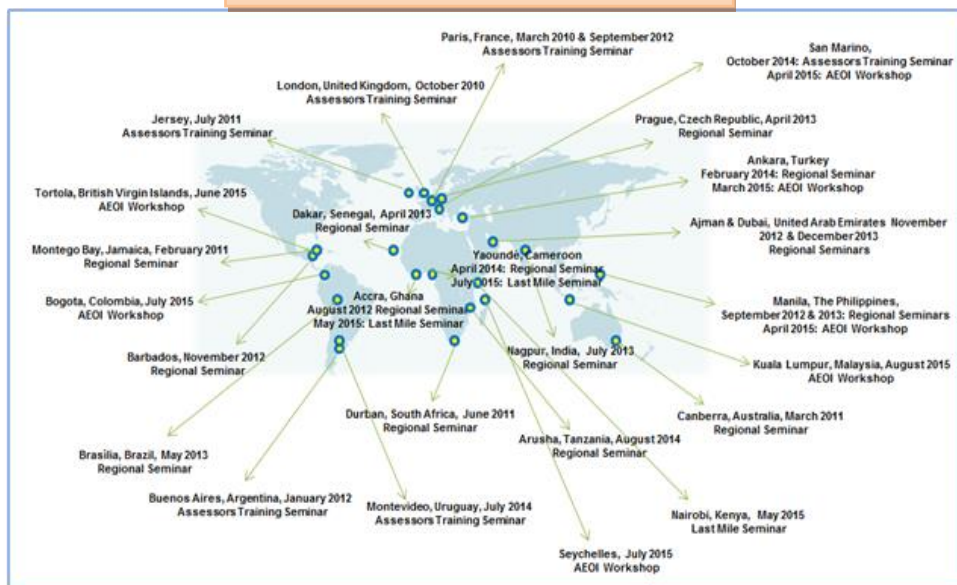 Paris, France, March 2010 & September 2012
Assessors Training Seminar
San Marino,
October 2014: Assessors Training Seminar
April 2015: AEOI Workshop
London, United Kingdom, October 2010
Assessors Training Seminar
Jersey, July 2011
Assessors Training Seminar
Prague, Czech Republic, April 2013
Regional Seminar
Ankara, Turkey
February 2014: Regional Seminar
March 2015: AEOI Workshop
Tortola, British Virgin Islands, June 2015
AEOI Workshop
Dakar, Senegal, April 2013
Regional Seminar
Ajman & Dubai, United Arab Emirates November
2012 & December 2013
Regional Seminars
Montego Bay, Jamaica, February 2011
Regional Seminar
Yaoundé, Cameroon
April 2014: Regional Seminar
July 2015: Last Mile Seminar
Bogota, Colombia, July 2015
AEOI Workshop
Accra, Ghana
August 2012 Regional Seminar
May 2015: Last Mile Seminar
Manila, The Philippines,
September 2012 & 2013: Regional Seminars
April 2015: AEOI Workshop
Barbados, November 2012
Regional Seminar
Nagpur, India, July 2013
Regional Seminar
Kuala Lumpur, Malaysia, August 2015
AEOI Workshop
Durban, South Africa, June 2011
Regional Seminar
Canberra, Australia, March 2011
Regional Seminar
Arusha, Tanzania, August 2014
Regional Seminar
Brasilia, Brazil, May 2013
Regional Seminar
Buenos Aires, Argentina, January 2012
Assessors Training Seminar
Montevideo, Uruguay, July 2014
Assessors Training Seminar
Nairobi, Kenya, May 2015
Last Mile Seminar
Seychelles, July 2015
AEOI Workshop